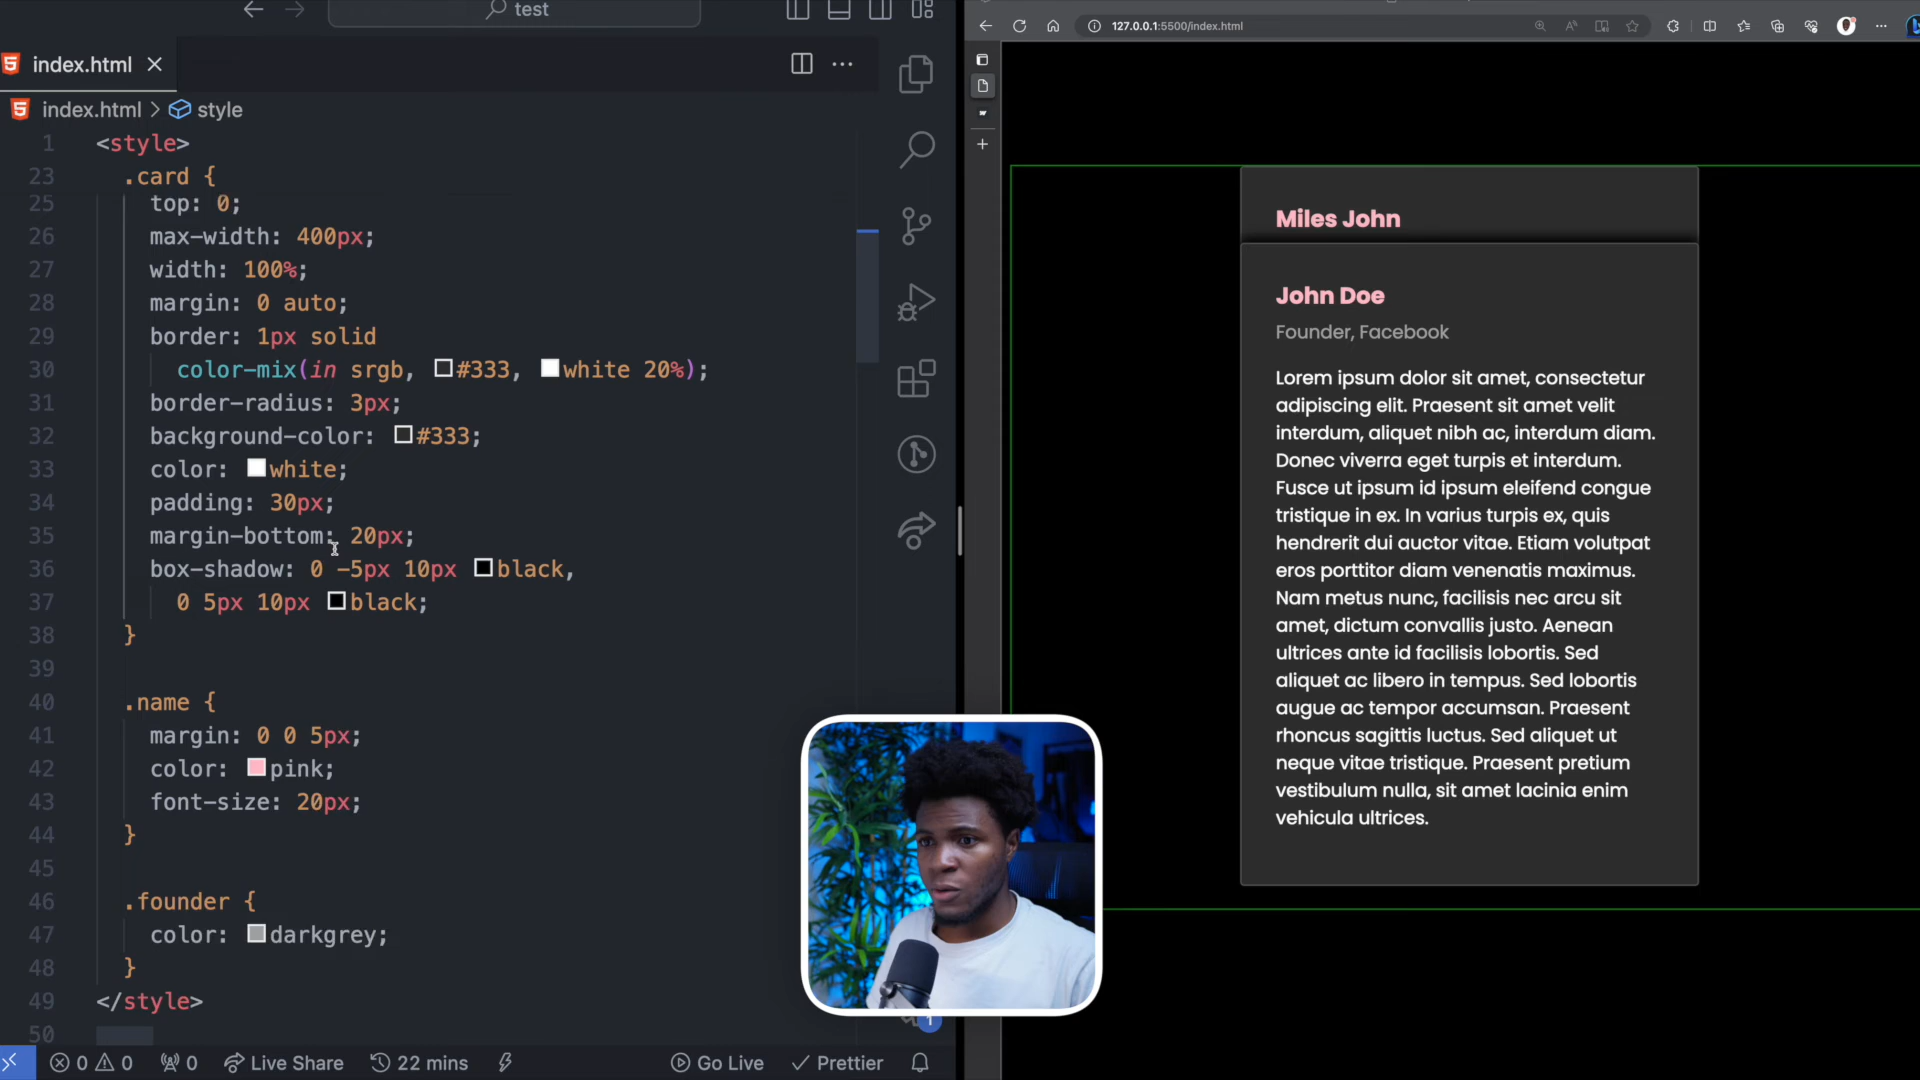 test
127.0.0.1:5500/index.html
index.html
index.html > style
1 <style>
23 .card {
25 top: 0;
26 max-width: 400px;
27 width: 100%;
28 margin: 0 auto;
29 border: 1px solid
30 color-mix(in srgb, #333, white 20%);
31 border-radius: 3px;
32 background-color: #333;
33 color: white;
34 padding: 30px;
35 margin-bottom: 20px;
36 box-shadow: 0 -5px 10px black,
37 0 5px 10px black;
38 }
39
40 .name {
41 margin: 0 0 5px;
42 color: pink;
43 font-size: 20px;
44 }
45
46 .founder {
47 color: darkgrey;
48 }
49 </style>
50
1
0 0 0 Live Share 22 mins Go Live Prettier
Miles John
John Doe
Founder, Facebook
Lorem ipsum dolor sit amet, consectetur
adipiscing elit. Praesent sit amet velit
interdum, aliquet nibh ac, interdum diam.
Donec viverra eget turpis et interdum.
Fusce ut ipsum id ipsum eleifend congue
tristique in ex. In varius turpis ex, quis
hendrerit dui auctor vitae. Etiam volutpat
eros porttitor diam venenatis maximus.
Nam metus nunc, facilisis nec arcu sit
amet, dictum convallis justo. Aenean
ultrices ante id facilisis lobortis. Sed
aliquet ac libero in tempus. Sed lobortis
augue ac tempor accumsan. Praesent
rhoncus sagittis luctus. Sed aliquet ut
neque vitae tristique. Praesent pretium
vestibulum nulla, sit amet lacinia enim
vehicula ultrices.